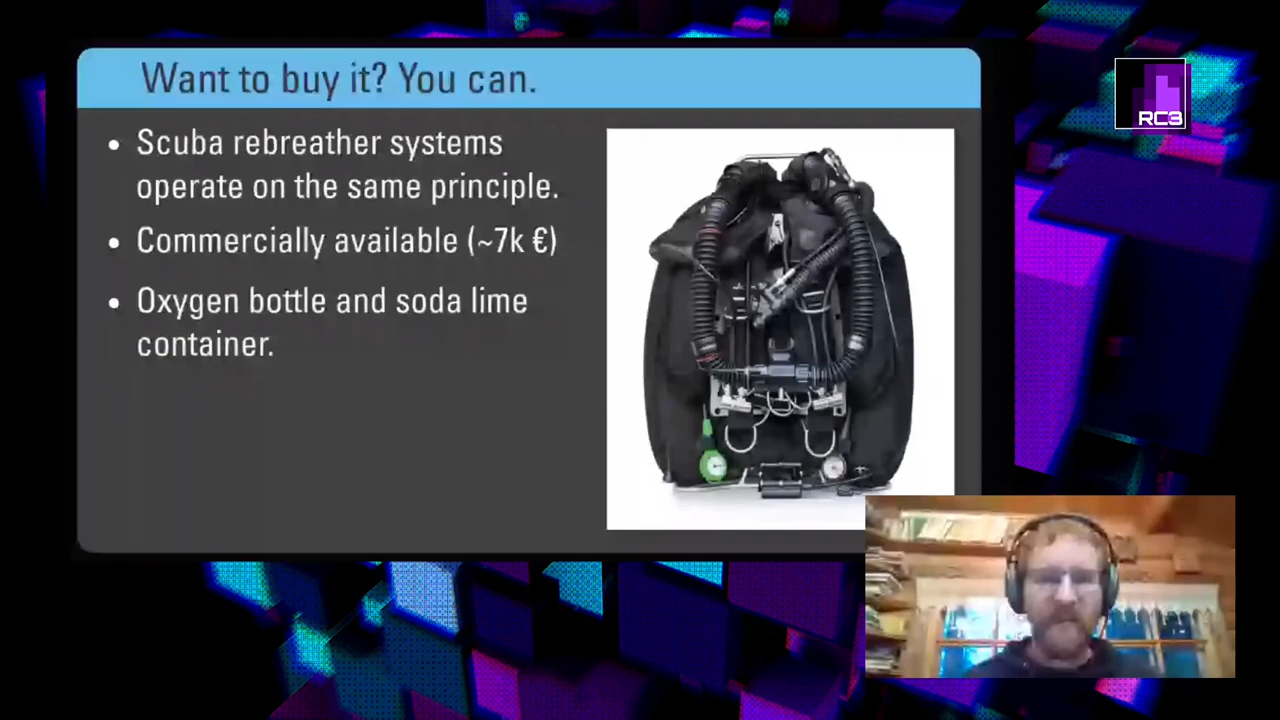 Want to buy it? You can.
RC3
• Scuba rebreather systems
operate on the same principle.
• Commercially available (~7k €)
• Oxygen bottle and soda lime
container.